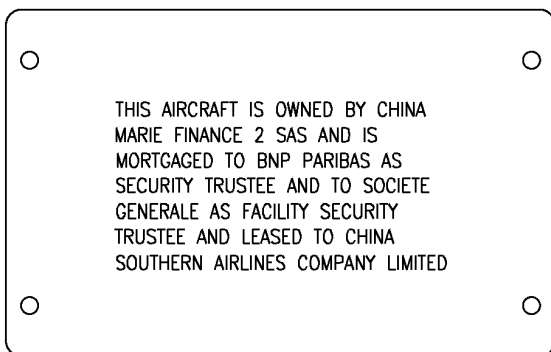 THIS AIRCRAFT IS OWNED BY CHINA
MARIE FINANCE 2 SAS AND IS
MORTGAGED TO BNP PARIBAS AS
SECURITY TRUSTEE AND TO SOCIETE
GENERALE AS FACILITY SECURITY
TRUSTEE AND LEASED TO CHINA
SOUTHERN AIRLINES COMPANY LIMITED